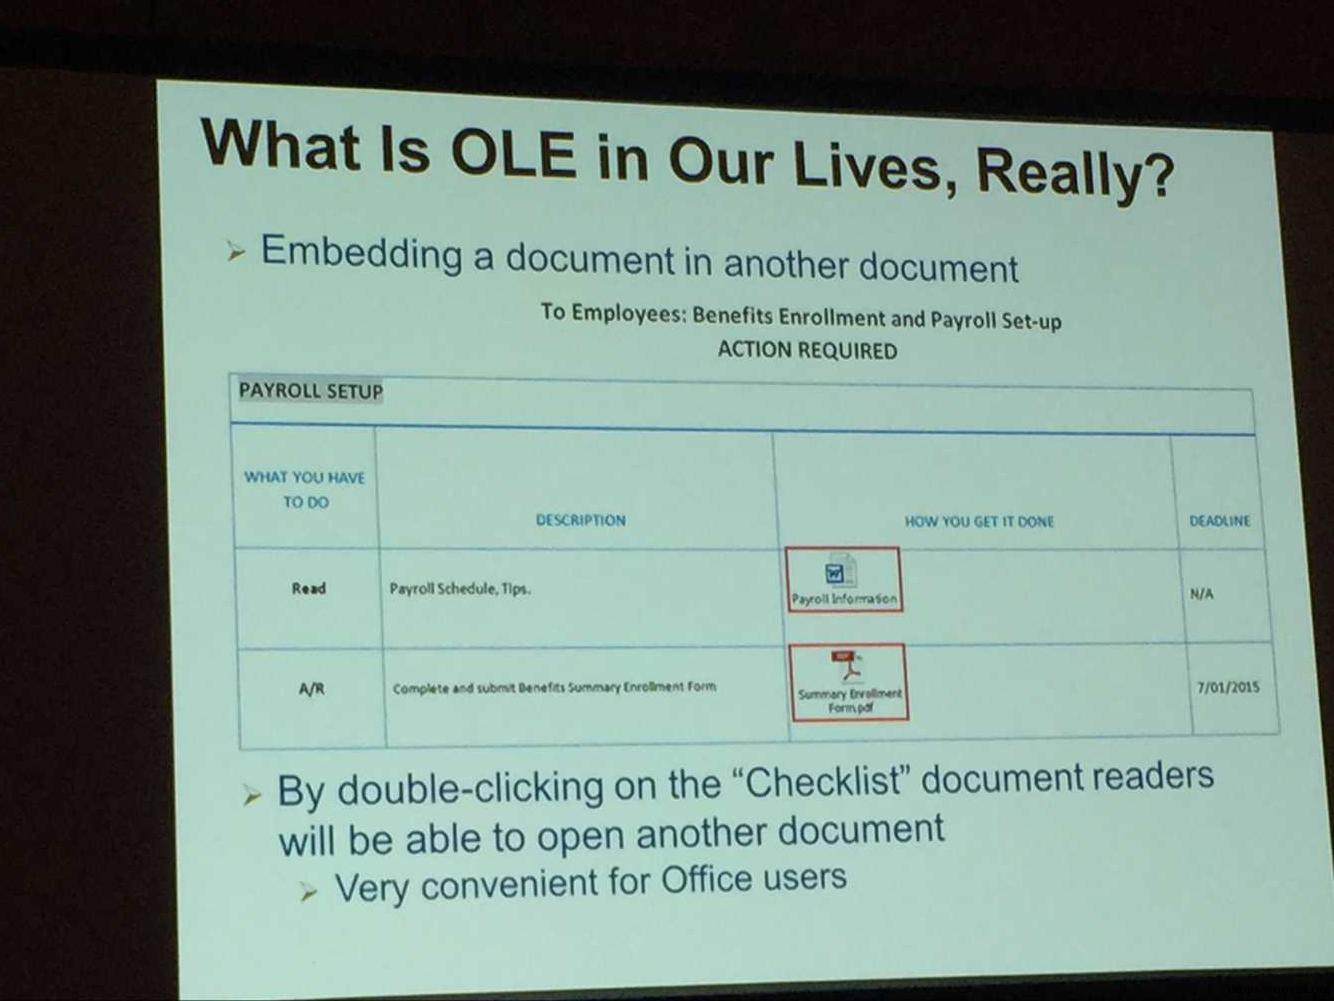 What Is OLE in Our Lives, Really?
Embedding a document in another document
To Employees: Benefits Enrollment and Payroll Set-up
ACTION REQUIRED
PAYROLL SETUP
WHAT YOU HAVE
TO DO
DESCRIPTION
HOW YOU GET IT DONE
DEADLINE
Read
Payroll Schedule, Tips.
Payroll Information
N/A
A/R
Complete and submit Benefits Summary Enrollment Form
Summary Enrollment
Form.pdf
7/01/2015
By double-clicking on the “Checklist” document readers
will be able to open another document
Very convenient for Office users